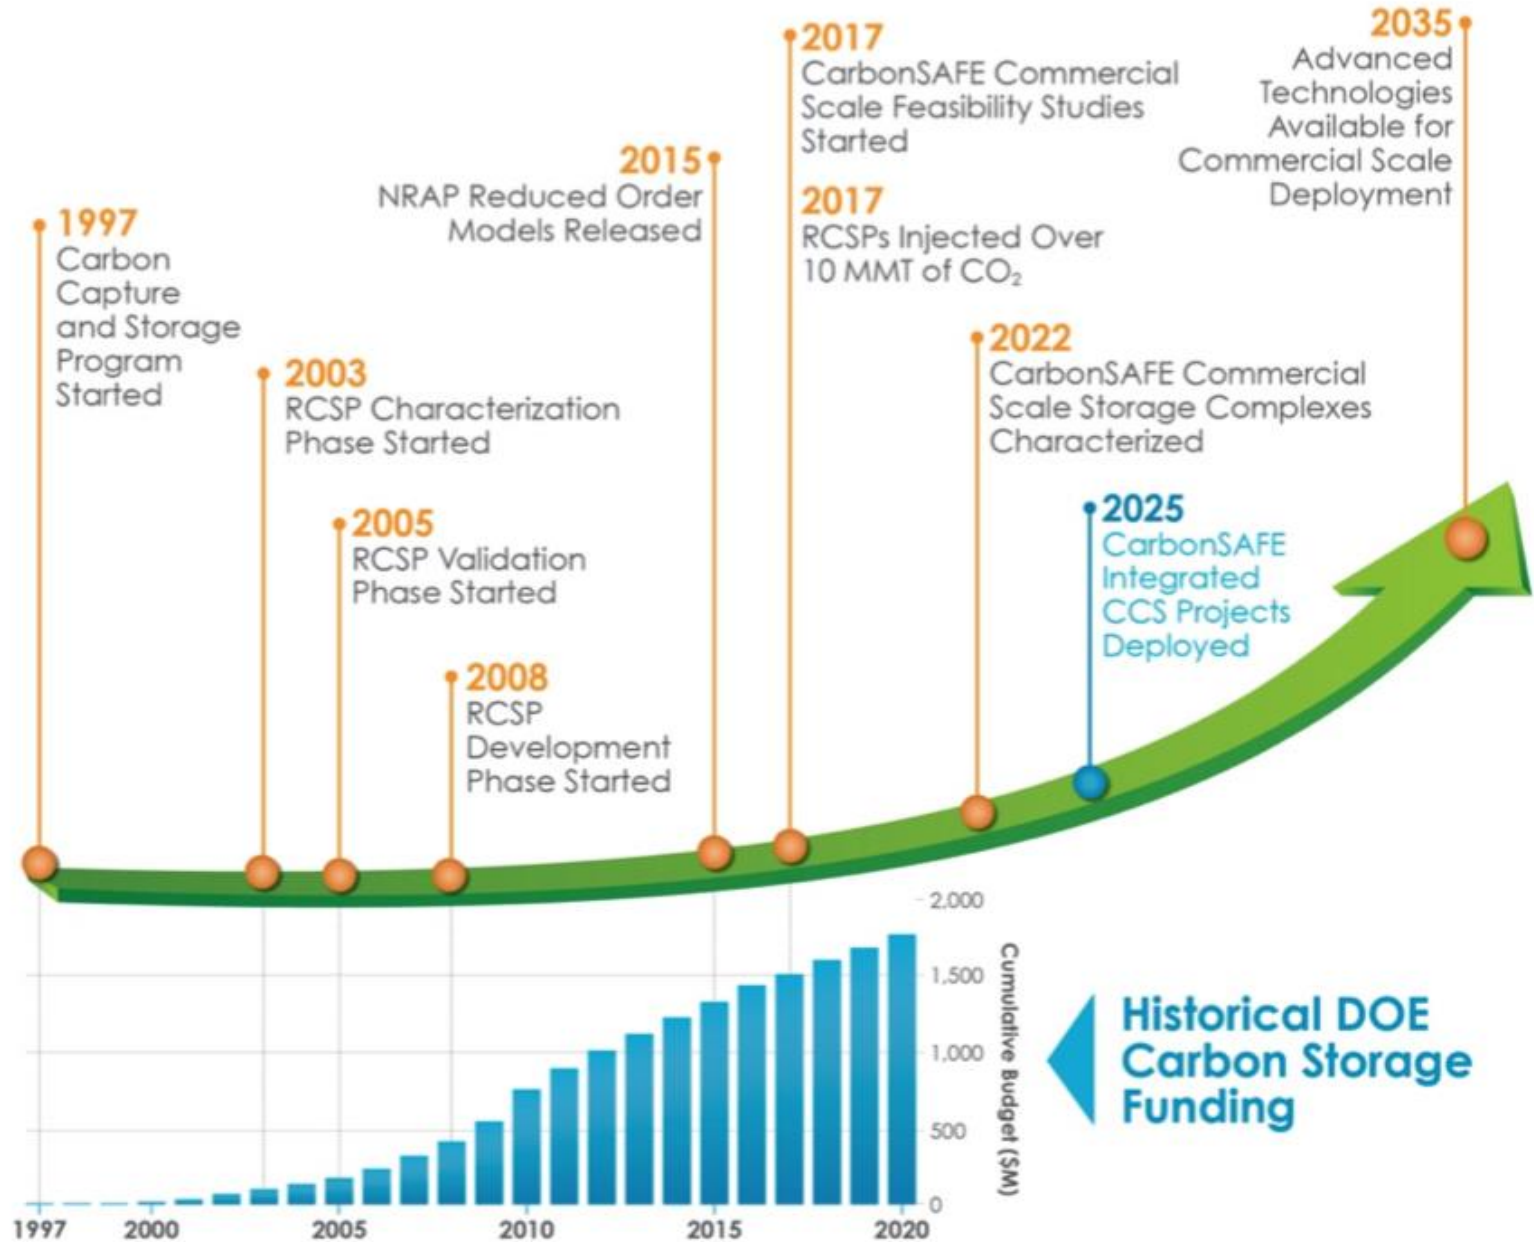 1997
Carbon
Capture
and Storage
Program
Started
2003
RCSP Characterization
Phase Started
2005
RCSP Validation
Phase Started
2008
RCSP
Development
Phase Started
2015
NRAP Reduced Order
Models Released
2017
CarbonSAFE Commercial
Scale Feasibility Studies
Started
2017
RCSPs Injected Over
10 MMT of CO₂
2022
CarbonSAFE Commercial
Scale Storage Complexes
Characterized
2025
CarbonSAFE
Integrated
CCS Projects
Deployed
2035
Advanced
Technologies
Available for
Commercial Scale
Deployment
2,000
1,500
1,000
500
0
Cumulative Budget ($M)
1997 2000 2005 2010 2015 2020
Historical DOE
Carbon Storage
Funding